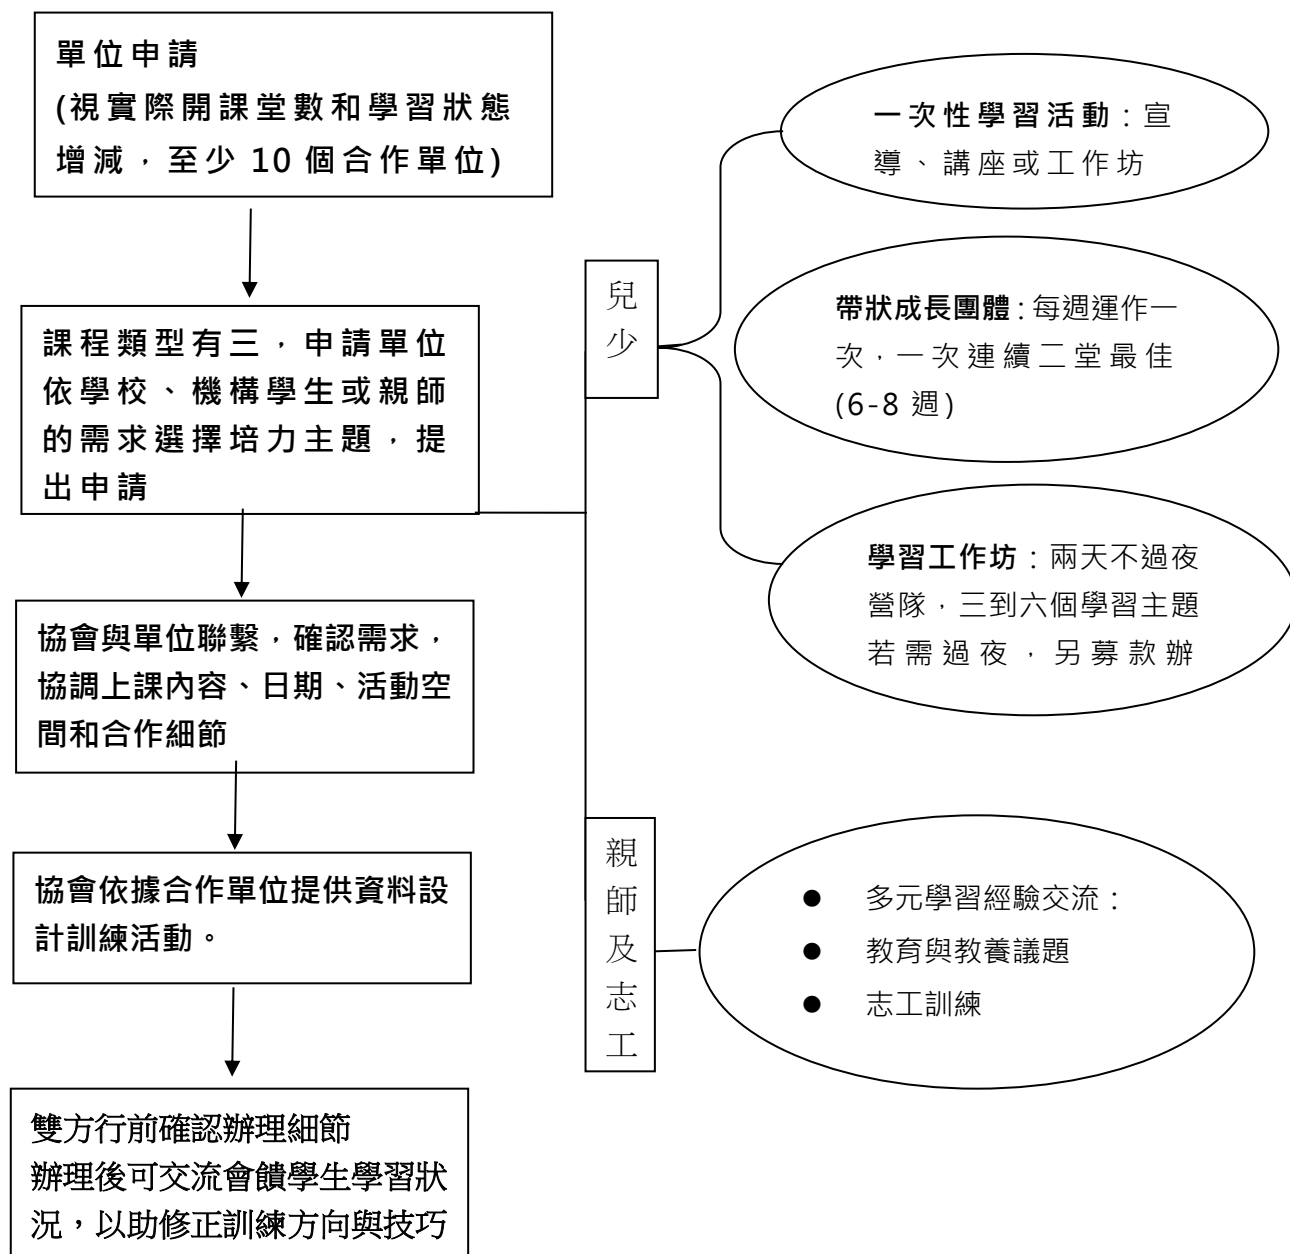 單位申請
(視實際開課堂數和學習狀態
增減，至少 10 個合作單位)
課程類型有三，申請單位
依學校、機構學生或親師
的需求選擇培力主題，提
出申請
協會與單位聯繫，確認需求，
協調上課內容、日期、活動空
間和合作細節
協會依據合作單位提供資料設
計訓練活動。
雙方行前確認辦理細節
辦理後可交流會饋學生學習狀
況，以助修正訓練方向與技巧
兒
少
一次性學習活動：宣
導、講座或工作坊
帶狀成長團體：每週運作一
次，一次連續二堂最佳
(6-8 週)
學習工作坊：兩天不過夜
營隊，三到六個學習主題
若需過夜，另募款辦
親
師
及
志
工
● 多元學習經驗交流：
● 教育與教養議題
● 志工訓練